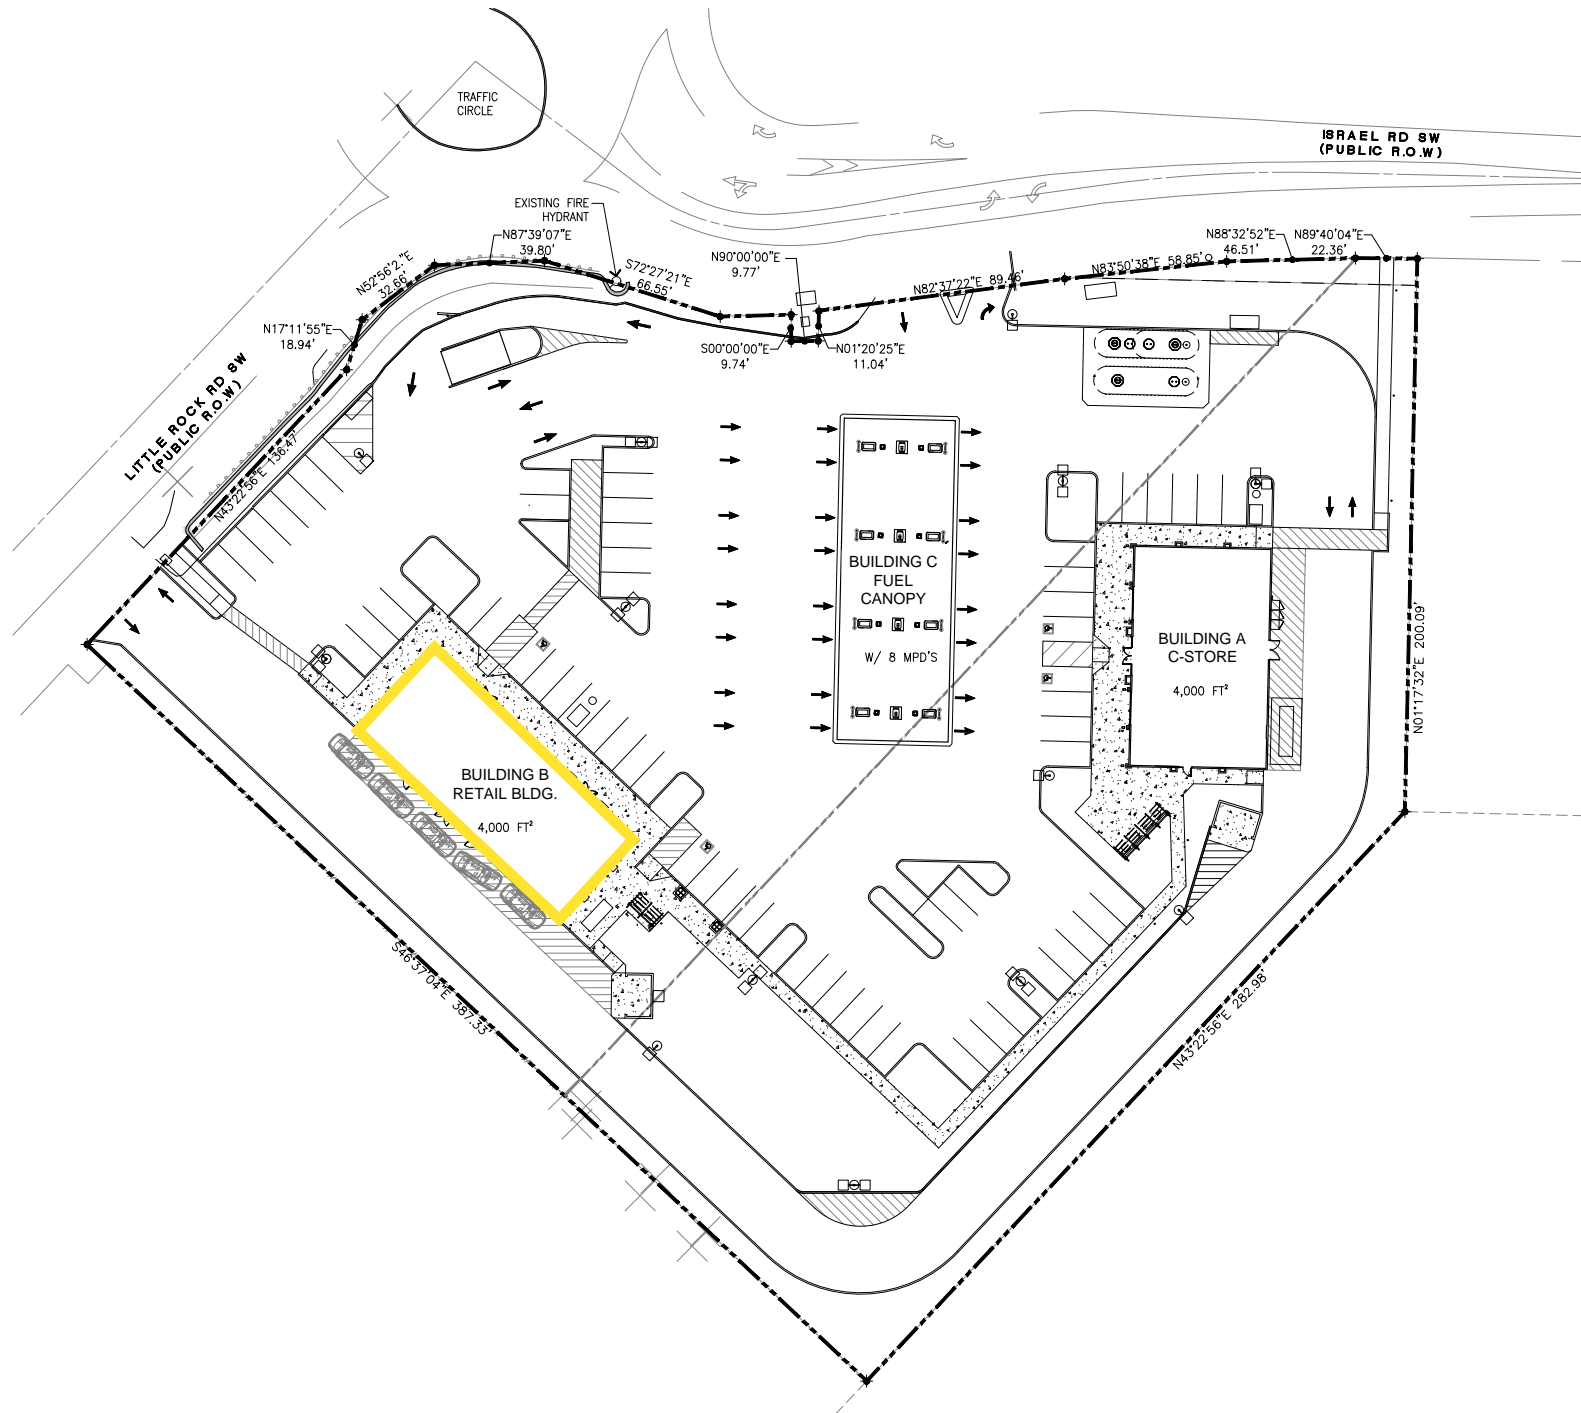 TRAFFIC
CIRCLE
ISRAEL RD SW
(PUBLIC R.O.W)
EXISTING FIRE
HYDRANT
N87°39'07"E
39.80'
N52°56'2."E
32.66'
S72°27'21"E
66.55'
N90°00'00"E
9.77'
N82°37'22"E 89.46'
N83°50'38"E 58.85'
N88°32'52"E
46.51'
N89°40'04"E
22.36'
N17°11'55"E
18.94'
S00°00'00"E
9.74'
N01°20'25"E
11.04'
LITTLE ROCK RD SW
(PUBLIC R.O.W)
N43°22'56"E 136.47'
BUILDING C
FUEL
CANOPY
W/ 8 MPD'S
BUILDING A
C-STORE
4,000 FT²
N01°17'32"E 200.09'
BUILDING B
RETAIL BLDG.
4,000 FT²
S46°37'04"E 387.33'
N43°22'56"E 282.98'